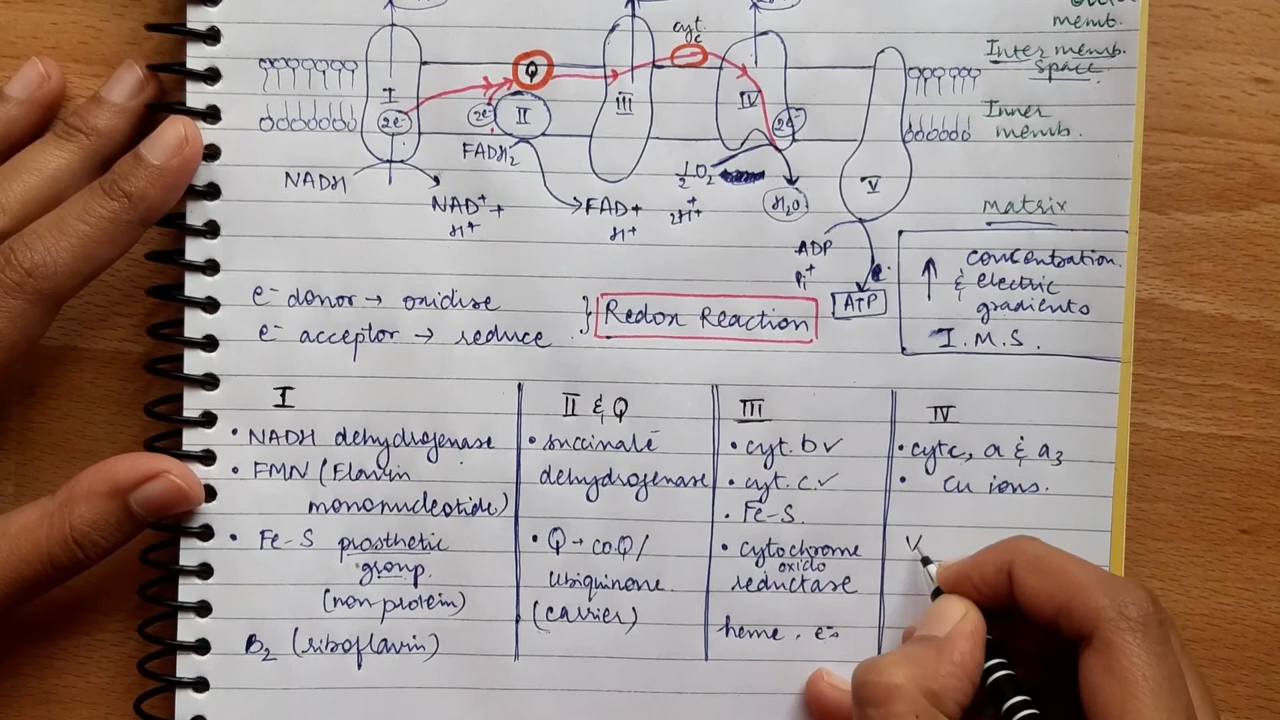 outer
memb.
cyt.
c
Inter memb.
space
Q
I
II
III
IV
2e⁻
2e⁻
2e⁻
Inner
memb.
FADH₂
½O₂
V
NADH
NAD⁺ +
H⁺
FAD+
H⁺
2H⁺
H₂O
matrix
ADP
Pi⁺
ATP
↑ concentration
& electric
gradients
I.M.S.
e⁻ donor → oxidise
e⁻ acceptor → reduce
} Redox Reaction
I
• NADH dehydrogenase
• FMN (Flavin
mononucleotide)
• Fe-S prosthetic
group.
(non-protein)
B₂ (riboflavin)
II & Q
• succinate
dehydrogenase
• Q → co.Q/
Ubiquinone
(carrier)
III
• cyt. b ✓
• cyt. c. ✓
• Fe-S.
• cytochrome
oxido
reductase
heme. e⁻
IV
• cyt c, a & a₃
• Cu ions.
V